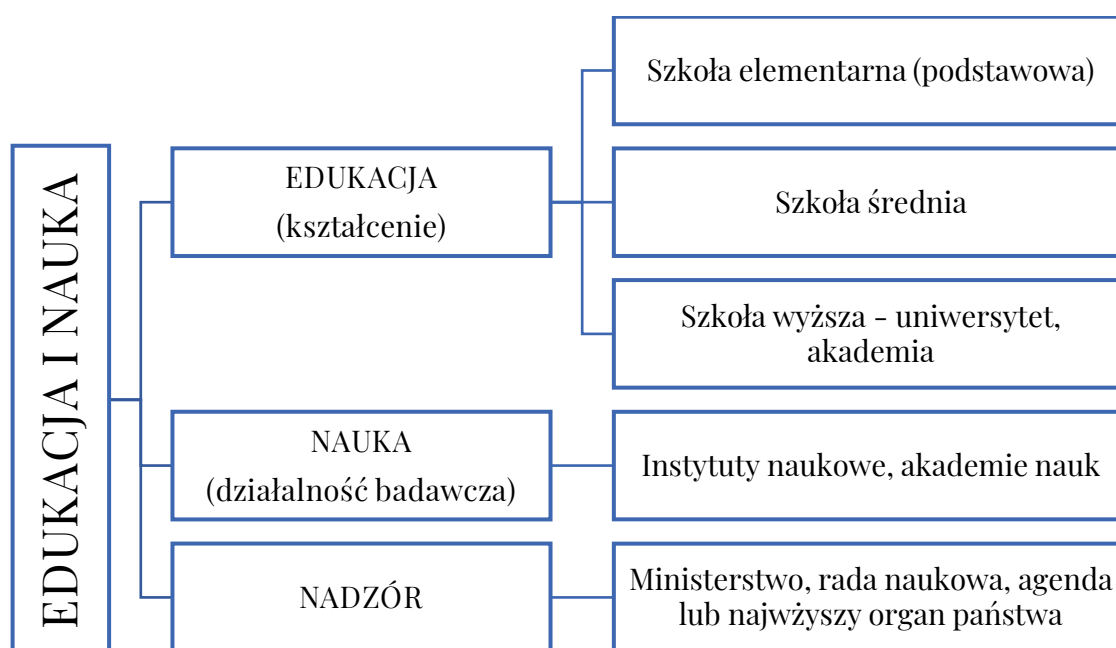 EDUKACJA I NAUKA
EDUKACJA
(kształcenie)
Szkoła elementarna (podstawowa)
Szkoła średnia
Szkoła wyższa - uniwersytet,
akademia
NAUKA
(działalność badawcza)
Instytuty naukowe, akademie nauk
NADZÓR
Ministerstwo, rada naukowa, agenda
lub najwżyszy organ państwa